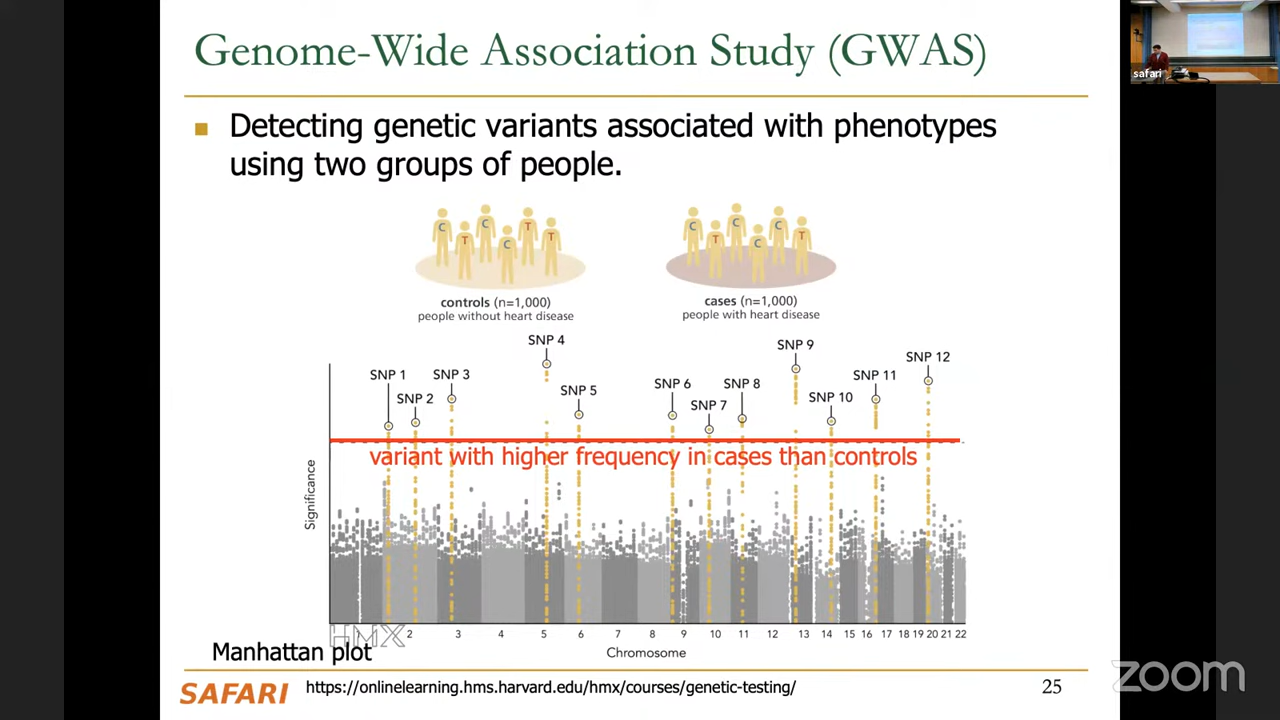 Genome-Wide Association Study (GWAS)
safari
Detecting genetic variants associated with phenotypes
using two groups of people.
C T C C T T
C T C C C T
controls (n=1,000)
people without heart disease
cases (n=1,000)
people with heart disease
SNP 1
SNP 2
SNP 3
SNP 4
SNP 5
SNP 6
SNP 7
SNP 8
SNP 9
SNP 10
SNP 11
SNP 12
variant with higher frequency in cases than controls
Significance
1 2 3 4 5 6 7 8 9 10 11 12 13 14 15 16 17 18 19 20 21 22
HMX
Chromosome
Manhattan plot
SAFARI
https://onlinelearning.hms.harvard.edu/hmx/courses/genetic-testing/
25
zoom